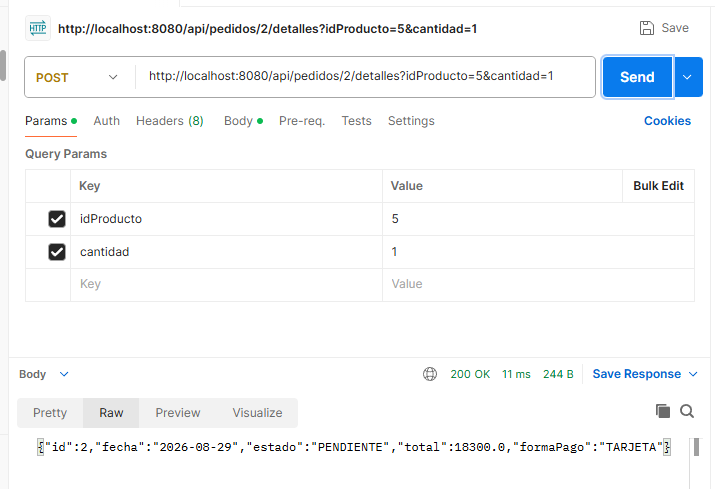 HTTP http://localhost:8080/api/pedidos/2/detalles?idProducto=5&cantidad=1 Save
POST http://localhost:8080/api/pedidos/2/detalles?idProducto=5&cantidad=1 Send
Params Auth Headers (8) Body Pre-req. Tests Settings Cookies
Query Params
Key Value Bulk Edit
idProducto 5
cantidad 1
Key Value
Body 200 OK 11 ms 244 B Save Response
Pretty Raw Preview Visualize
{"id":2,"fecha":"2026-08-29","estado":"PENDIENTE","total":18300.0,"formaPago":"TARJETA"}